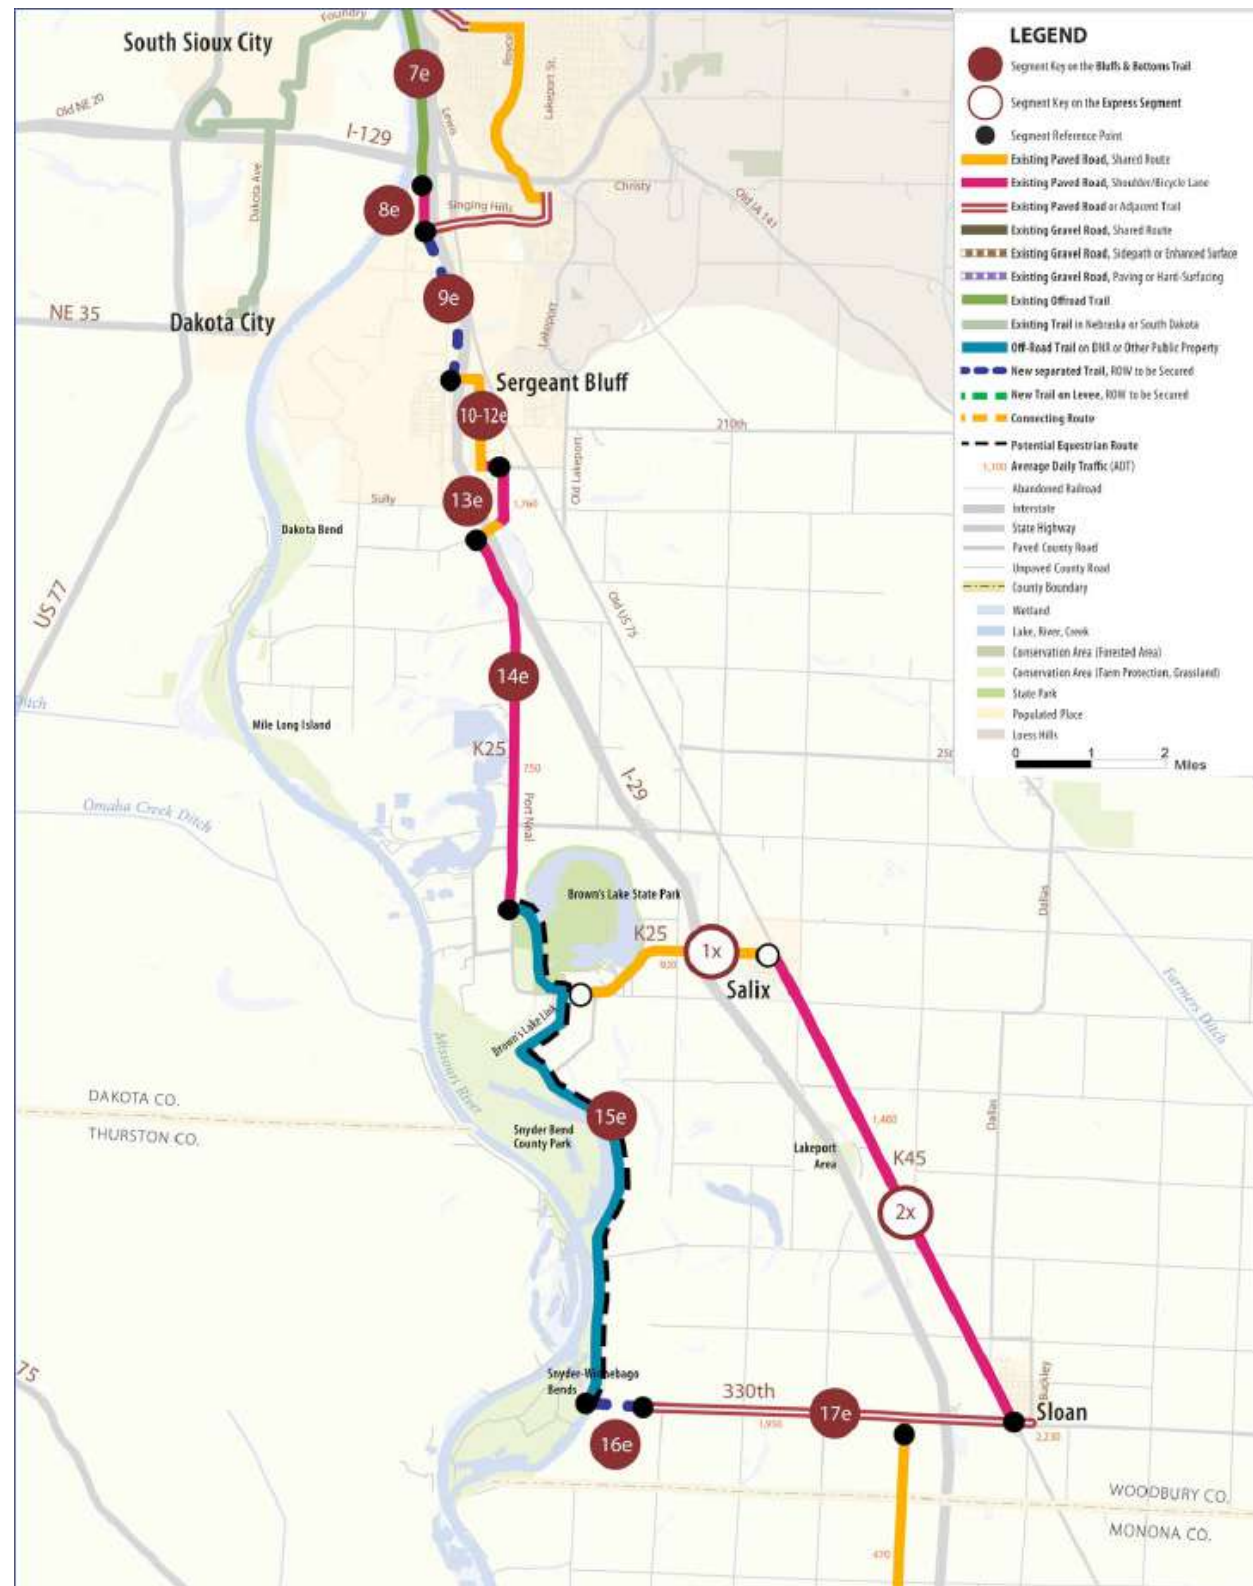 Foundry
South Sioux City
7e
Royce
Lakeport St.
Lewis
Old NE 20
I-129
Dakota Ave
8e
Singing Hills
Christy
Old IA 141
9e
NE 35
Dakota City
Lakeport
Sergeant Bluff
10-12e
210th
Old Lakeport
Sully
13e
1,760
Dakota Bend
US 77
Old US 75
14e
Ditch
Mile Long Island
K25
750
Port Neal
I-29
Omaha Creek Ditch
Brown's Lake State Park
Dallas
K25
1x
920
Salix
Farmers Ditch
Brown's Lake Link
Missouri River
DAKOTA CO.
THURSTON CO.
15e
Snyder Bend
County Park
1,460
Dallas
Lakeport
Area
K45
2x
75
Snyder-Winnebago
Bends
330th
Buckley
17e
1,950
Sloan
2,230
16e
WOODBURY CO.
MONONA CO.
470
LEGEND
Segment Key on the Bluffs & Bottoms Trail
Segment Key on the Express Segment
Segment Reference Point
Existing Paved Road, Shared Route
Existing Paved Road, Shoulder/Bicycle Lane
Existing Paved Road or Adjacent Trail
Existing Gravel Road, Shared Route
Existing Gravel Road, Sidepath or Enhanced Surface
Existing Gravel Road, Paving or Hard-Surfacing
Existing Offroad Trail
Existing Trail in Nebraska or South Dakota
Off-Road Trail on DNR or Other Public Property
New separated Trail, ROW to be Secured
New Trail on Levee, ROW to be Secured
Connecting Route
Potential Equestrian Route
1,100 Average Daily Traffic (ADT)
Abandoned Railroad
Interstate
State Highway
Paved County Road
Unpaved County Road
County Boundary
Wetland
Lake, River, Creek
Conservation Area (Forested Area)
Conservation Area (Farm Protection, Grassland)
State Park
Populated Place
Loess Hills
0 1 2
Miles